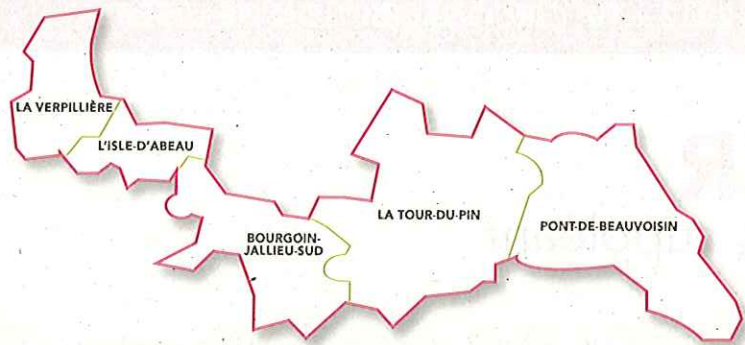 LA VERPILLIÈRE
L'ISLE-D'ABEAU
BOURGOIN-
JALLIEU-SUD
LA TOUR-DU-PIN
PONT-DE-BEAUVOISIN